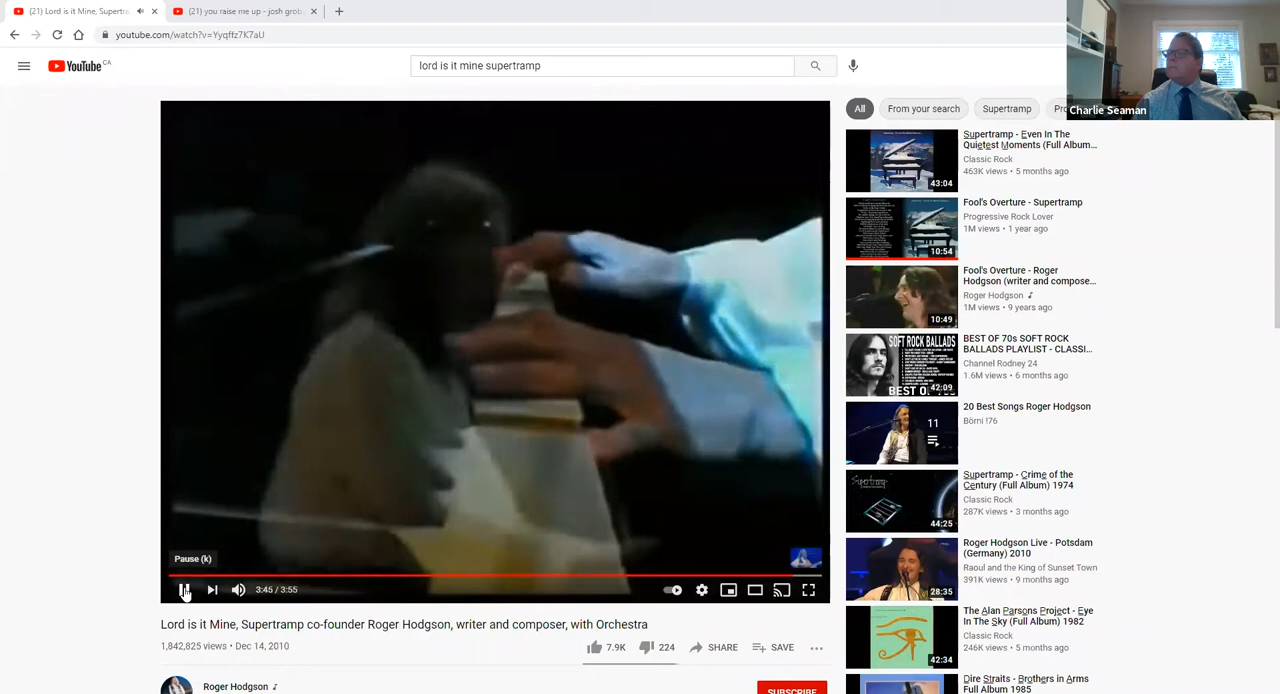 (21) Lord is it Mine, Supertra
(21) you raise me up - josh grob
youtube.com/watch?v=Yyqffz7K7aU
YouTube CA
lord is it mine supertramp
Charlie Seaman
All
From your search
Supertramp
Supertramp - Even In The
Quietest Moments (Full Album...
Classic Rock
463K views • 5 months ago
43:04
Fool's Overture - Supertramp
Progressive Rock Lover
1M views • 1 year ago
10:54
Fool's Overture - Roger
Hodgson (writer and compose...
Roger Hodgson
1M views • 9 years ago
10:49
SOFT ROCK
BALLADS
BEST OF 70s
BEST OF 70s SOFT ROCK
BALLADS PLAYLIST - CLASSI...
Channel Rodney 24
1.6M views • 6 months ago
42:09
20 Best Songs Roger Hodgson
Börni !76
11
Supertramp
Supertramp - Crime of the
Century (Full Album) 1974
Classic Rock
287K views • 3 months ago
44:25
Roger Hodgson Live - Potsdam
(Germany) 2010
Raoul and the King of Sunset Town
391K views • 9 months ago
28:35
The Alan Parsons Project - Eye
In The Sky (Full Album) 1982
Classic Rock
246K views • 5 months ago
42:34
Dire Straits - Brothers in Arms
Full Album 1985
Pause (k)
3:45 / 3:55
Lord is it Mine, Supertramp co-founder Roger Hodgson, writer and composer, with Orchestra
1,842,825 views • Dec 14, 2010
7.9K
224
SHARE
SAVE
Roger Hodgson
SUBSCRIBE